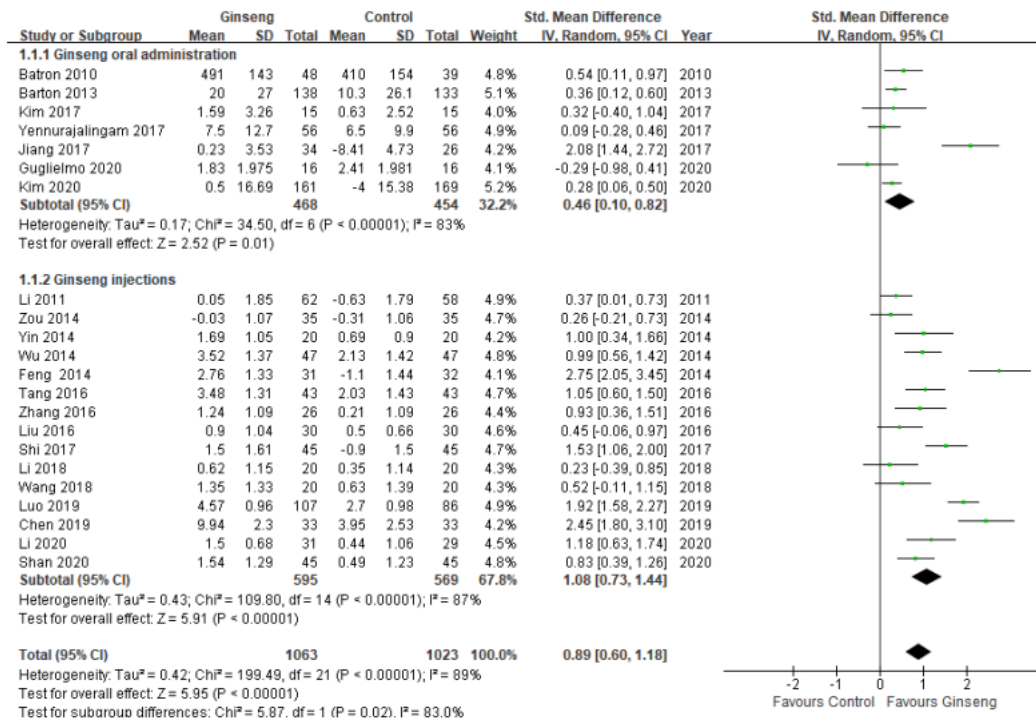 Ginseng Control Std. Mean Difference Std. Mean Difference
Study or Subgroup Mean SD Total Mean SD Total Weight IV, Random, 95% CI Year IV, Random, 95% CI
1.1.1 Ginseng oral administration
Batron 2010 491 143 48 410 154 39 4.8% 0.54 [0.11, 0.97] 2010
Barton 2013 20 27 138 10.3 26.1 133 5.1% 0.36 [0.12, 0.60] 2013
Kim 2017 1.59 3.26 15 0.63 2.52 15 4.1% 0.32 [-0.40, 1.04] 2017
Yennurajalingam 2017 7.5 12.7 56 6.5 9.9 56 4.9% 0.09 [-0.28, 0.46] 2017
Jiang 2017 0.23 3.53 34 -8.41 4.73 26 4.3% 2.08 [1.44, 2.72] 2017
Guglielmo 2020 1.83 1.975 16 2.41 1.981 16 4.2% -0.29 [-0.98, 0.41] 2020
Kim 2020 0.5 16.69 161 -4 15.38 169 5.1% 0.28 [0.06, 0.50] 2020
Subtotal (95% CI) 468 454 32.2% 0.46 [0.10, 0.82]
Heterogeneity: Tau² = 0.17; Chi² = 34.50, df = 6 (P < 0.00001); I² = 83%
Test for overall effect: Z = 2.52 (P = 0.01)
1.1.2 Ginseng injections
Li 2011 0.05 1.85 62 -0.63 1.79 58 4.9% 0.37 [0.01, 0.73] 2011
Zou 2014 -0.03 1.07 35 -0.31 1.06 35 4.7% 0.26 [-0.21, 0.73] 2014
Yin 2014 1.69 1.05 20 0.69 0.9 20 4.2% 1.00 [0.34, 1.66] 2014
Wu 2014 3.52 1.37 47 2.13 1.42 47 4.8% 0.99 [0.56, 1.42] 2014
Feng 2014 2.76 1.33 31 -1.1 1.44 32 4.1% 2.75 [2.05, 3.45] 2014
Tang 2016 3.48 1.31 43 2.03 1.43 43 4.7% 1.05 [0.60, 1.50] 2016
Zhang 2016 1.24 1.09 26 0.21 1.09 26 4.4% 0.93 [0.36, 1.51] 2016
Liu 2016 0.9 1.04 30 0.5 0.66 30 4.6% 0.45 [-0.06, 0.97] 2016
Shi 2017 1.5 1.61 45 -0.9 1.5 45 4.7% 1.53 [1.06, 2.00] 2017
Li 2018 0.62 1.15 20 0.35 1.14 20 4.3% 0.23 [-0.39, 0.85] 2018
Wang 2018 1.35 1.33 20 0.63 1.39 20 4.3% 0.52 [-0.11, 1.15] 2018
Luo 2019 4.57 0.96 107 2.7 0.98 86 4.9% 1.92 [1.58, 2.27] 2019
Chen 2019 9.94 2.3 33 3.95 2.53 33 4.3% 2.45 [1.80, 3.10] 2019
Li 2020 1.5 0.68 31 0.44 1.06 29 4.5% 1.18 [0.63, 1.74] 2020
Shan 2020 1.54 1.29 45 0.49 1.23 45 4.8% 0.83 [0.39, 1.26] 2020
Subtotal (95% CI) 595 569 67.8% 1.08 [0.73, 1.44]
Heterogeneity: Tau² = 0.43; Chi² = 109.80, df = 14 (P < 0.00001); I² = 87%
Test for overall effect: Z = 5.91 (P < 0.00001)
Total (95% CI) 1063 1023 100.0% 0.89 [0.60, 1.18]
Heterogeneity: Tau² = 0.42; Chi² = 199.49, df = 21 (P < 0.00001); I² = 89%
Test for overall effect: Z = 5.95 (P < 0.00001)
Test for subgroup differences: Chi² = 5.87, df = 1 (P = 0.02), I² = 83.0%
-2 -1 0 1 2
Favours Control Favours Ginseng